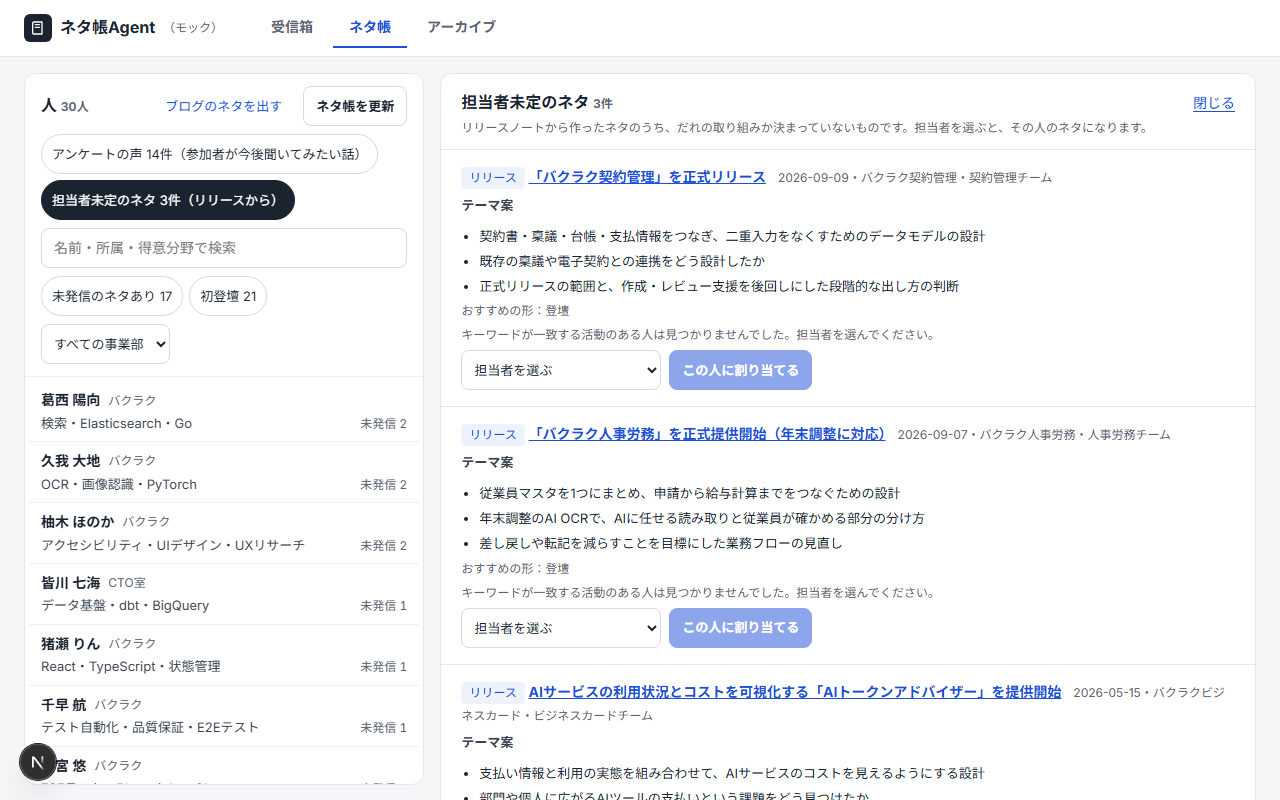 ネタ帳Agent （モック） 受信箱 ネタ帳 アーカイブ
人 30人 ブログのネタを出す ネタ帳を更新
アンケートの声 14件（参加者が今後聞いてみたい話）
担当者未定のネタ 3件（リリースから）
名前・所属・得意分野で検索
未発信のネタあり 17 初登壇 21
すべての事業部
葛西 陽向 バクラク
検索・Elasticsearch・Go 未発信 2
久我 大地 バクラク
OCR・画像認識・PyTorch 未発信 2
柚木 ほのか バクラク
アクセシビリティ・UIデザイン・UXリサーチ 未発信 2
皆川 七海 CTO室
データ基盤・dbt・BigQuery 未発信 1
猪瀬 りん バクラク
React・TypeScript・状態管理 未発信 1
千早 航 バクラク
テスト自動化・品質保証・E2Eテスト 未発信 1
宮 悠 バクラク
N
担当者未定のネタ 3件 閉じる
リリースノートから作ったネタのうち、だれの取り組みか決まっていないものです。担当者を選ぶと、その人のネタになります。
リリース 「バクラク契約管理」を正式リリース 2026-09-09・バクラク契約管理・契約管理チーム
テーマ案
• 契約書・稟議・台帳・支払情報をつなぎ、二重入力をなくすためのデータモデルの設計
• 既存の稟議や電子契約との連携をどう設計したか
• 正式リリースの範囲と、作成・レビュー支援を後回しにした段階的な出し方の判断
おすすめの形：登壇
キーワードが一致する活動のある人は見つかりませんでした。担当者を選んでください。
担当者を選ぶ この人に割り当てる
リリース 「バクラク人事労務」を正式提供開始（年末調整に対応） 2026-09-07・バクラク人事労務・人事労務チーム
テーマ案
• 従業員マスタを1つにまとめ、申請から給与計算までをつなぐための設計
• 年末調整のAI OCRで、AIに任せる読み取りと従業員が確かめる部分の分け方
• 差し戻しや転記を減らすことを目標にした業務フローの見直し
おすすめの形：登壇
キーワードが一致する活動のある人は見つかりませんでした。担当者を選んでください。
担当者を選ぶ この人に割り当てる
リリース AIサービスの利用状況とコストを可視化する「AIトークンアドバイザー」を提供開始 2026-05-15・バクラクビジ
ネスカード・ビジネスカードチーム
テーマ案
• 支払い情報と利用の実態を組み合わせて、AIサービスのコストを見えるようにする設計
• 部門や個人に広がるAIツールの支払いという課題をどう見つけたか